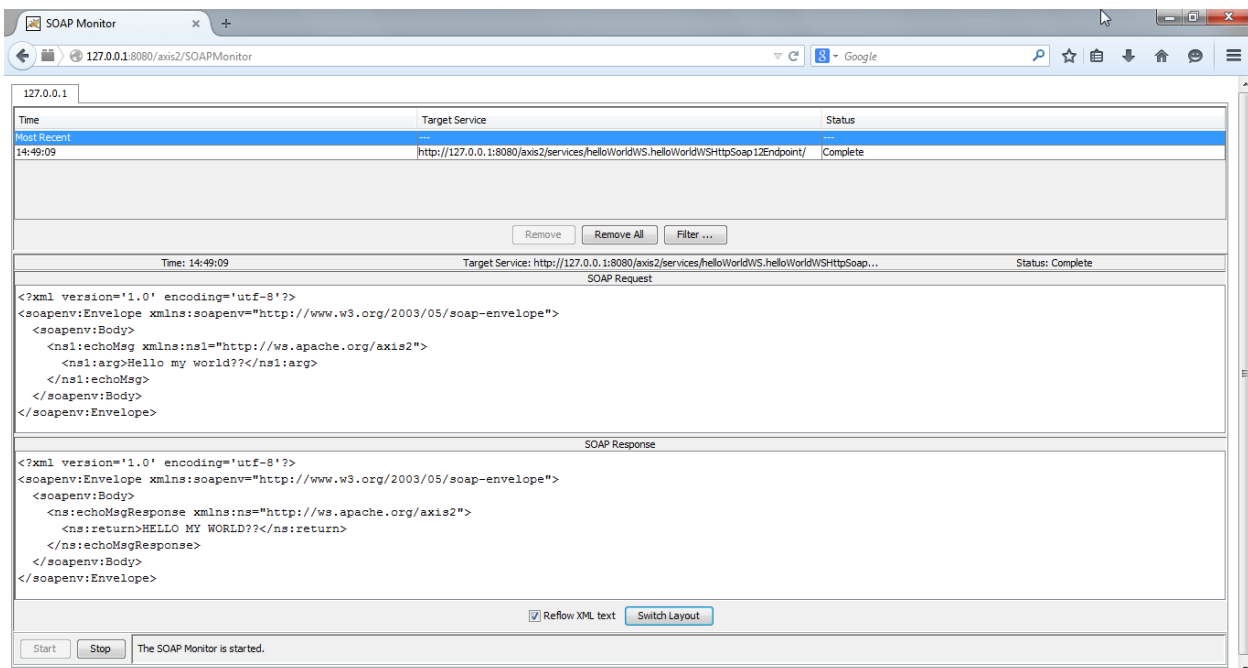 SOAP Monitor
127.0.0.1:8080/axis2/SOAPMonitor
8
Google
127.0.0.1
Time Target Service Status
Most Recent --- ---
14:49:09 http://127.0.0.1:8080/axis2/services/helloWorldWS.helloWorldWSHttpSoap12Endpoint/ Complete
Remove Remove All Filter ...
Time: 14:49:09 Target Service: http://127.0.0.1:8080/axis2/services/helloWorldWS.helloWorldWSHttpSoap... Status: Complete
SOAP Request
<?xml version='1.0' encoding='utf-8'?>
<soapenv:Envelope xmlns:soapenv="http://www.w3.org/2003/05/soap-envelope">
  <soapenv:Body>
    <ns1:echoMsg xmlns:ns1="http://ws.apache.org/axis2">
      <ns1:arg>Hello my world??</ns1:arg>
    </ns1:echoMsg>
  </soapenv:Body>
</soapenv:Envelope>
SOAP Response
<?xml version='1.0' encoding='utf-8'?>
<soapenv:Envelope xmlns:soapenv="http://www.w3.org/2003/05/soap-envelope">
  <soapenv:Body>
    <ns:echoMsgResponse xmlns:ns="http://ws.apache.org/axis2">
      <ns:return>HELLO MY WORLD??</ns:return>
    </ns:echoMsgResponse>
  </soapenv:Body>
</soapenv:Envelope>
Reflow XML text Switch Layout
Start Stop The SOAP Monitor is started.